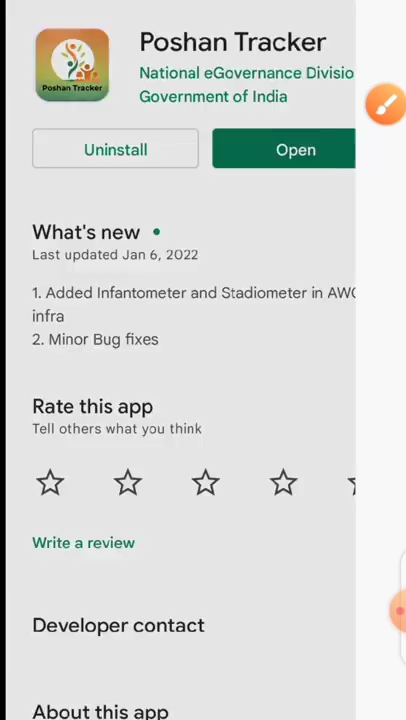 Poshan Tracker
Poshan Tracker
National eGovernance Divisio
Government of India
Uninstall
Open
What's new
Last updated Jan 6, 2022
1. Added Infantometer and Stadiometer in AWC
infra
2. Minor Bug fixes
Rate this app
Tell others what you think
Write a review
Developer contact
About this app